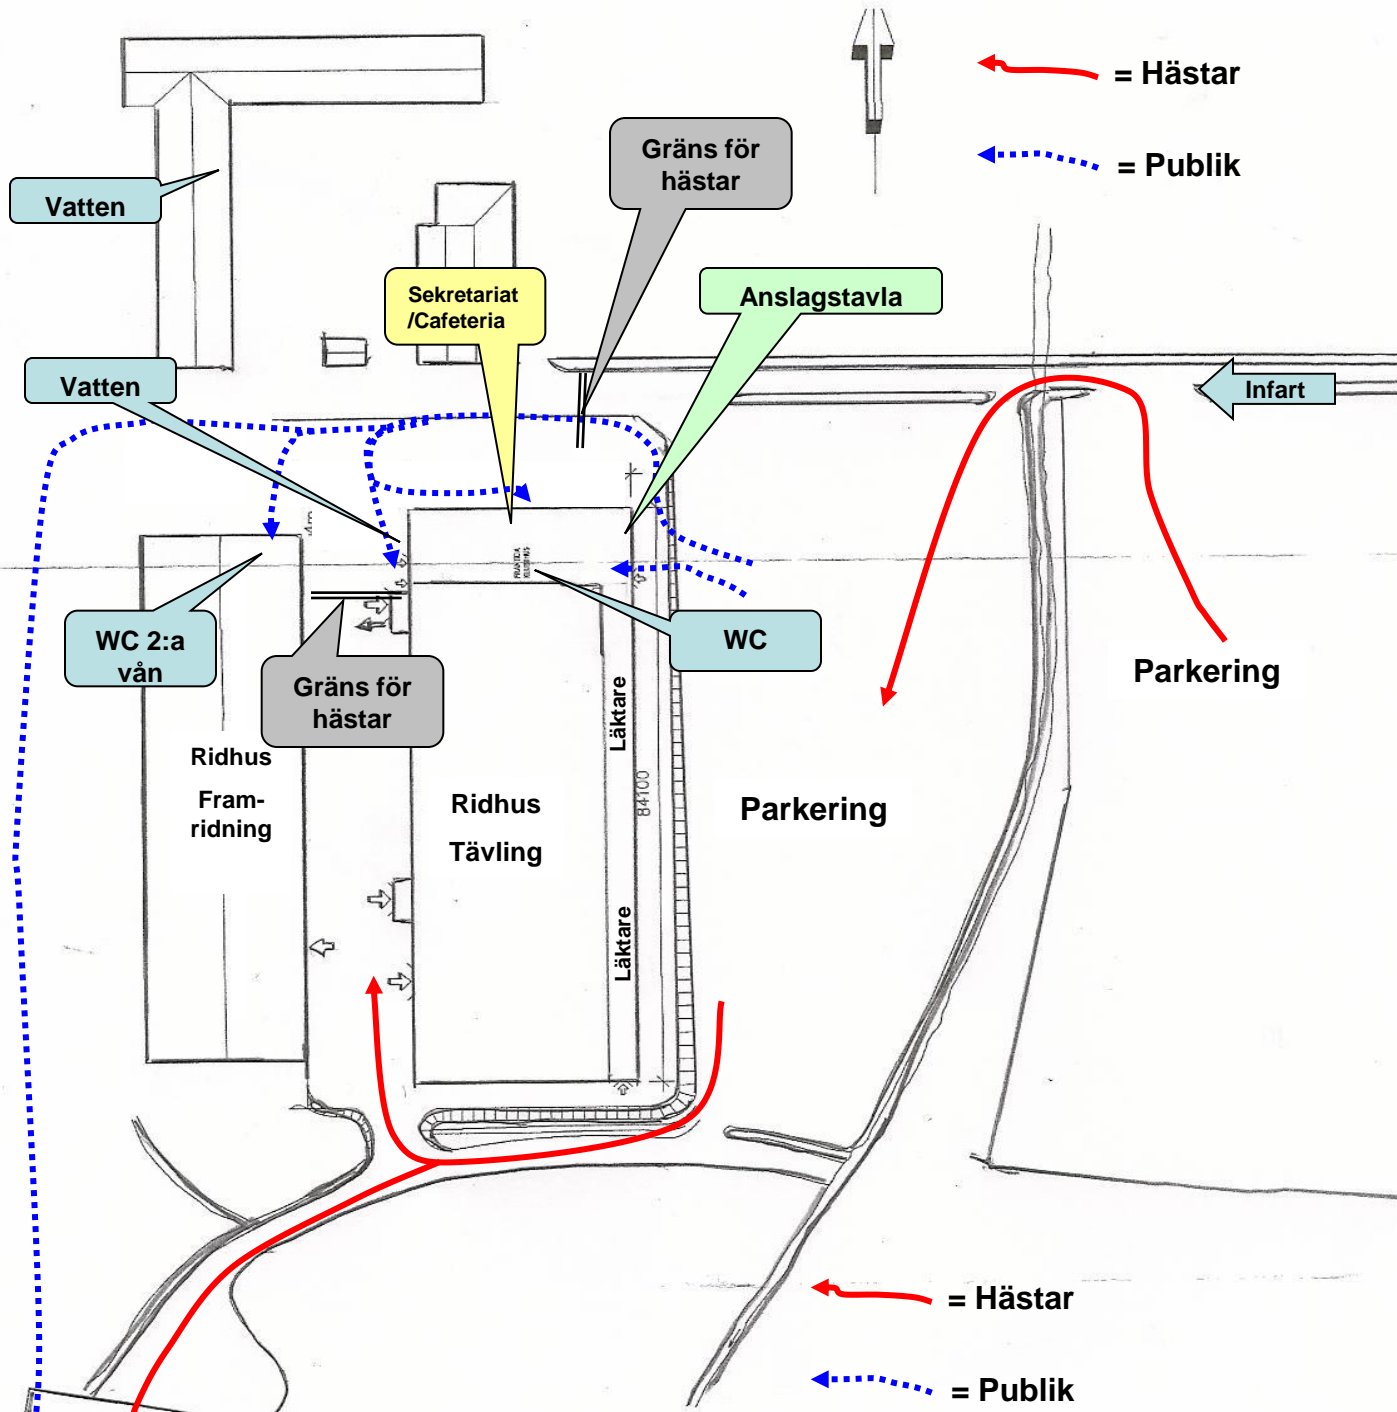 = Hästar
= Publik
Gräns för
hästar
Vatten
Sekretariat
/Cafeteria
Anslagstavla
Vatten
Infart
WC 2:a
vån
Gräns för
hästar
WC
Parkering
Läktare
84100
Ridhus
Fram-
ridning
Ridhus
Tävling
Parkering
Läktare
= Hästar
= Publik